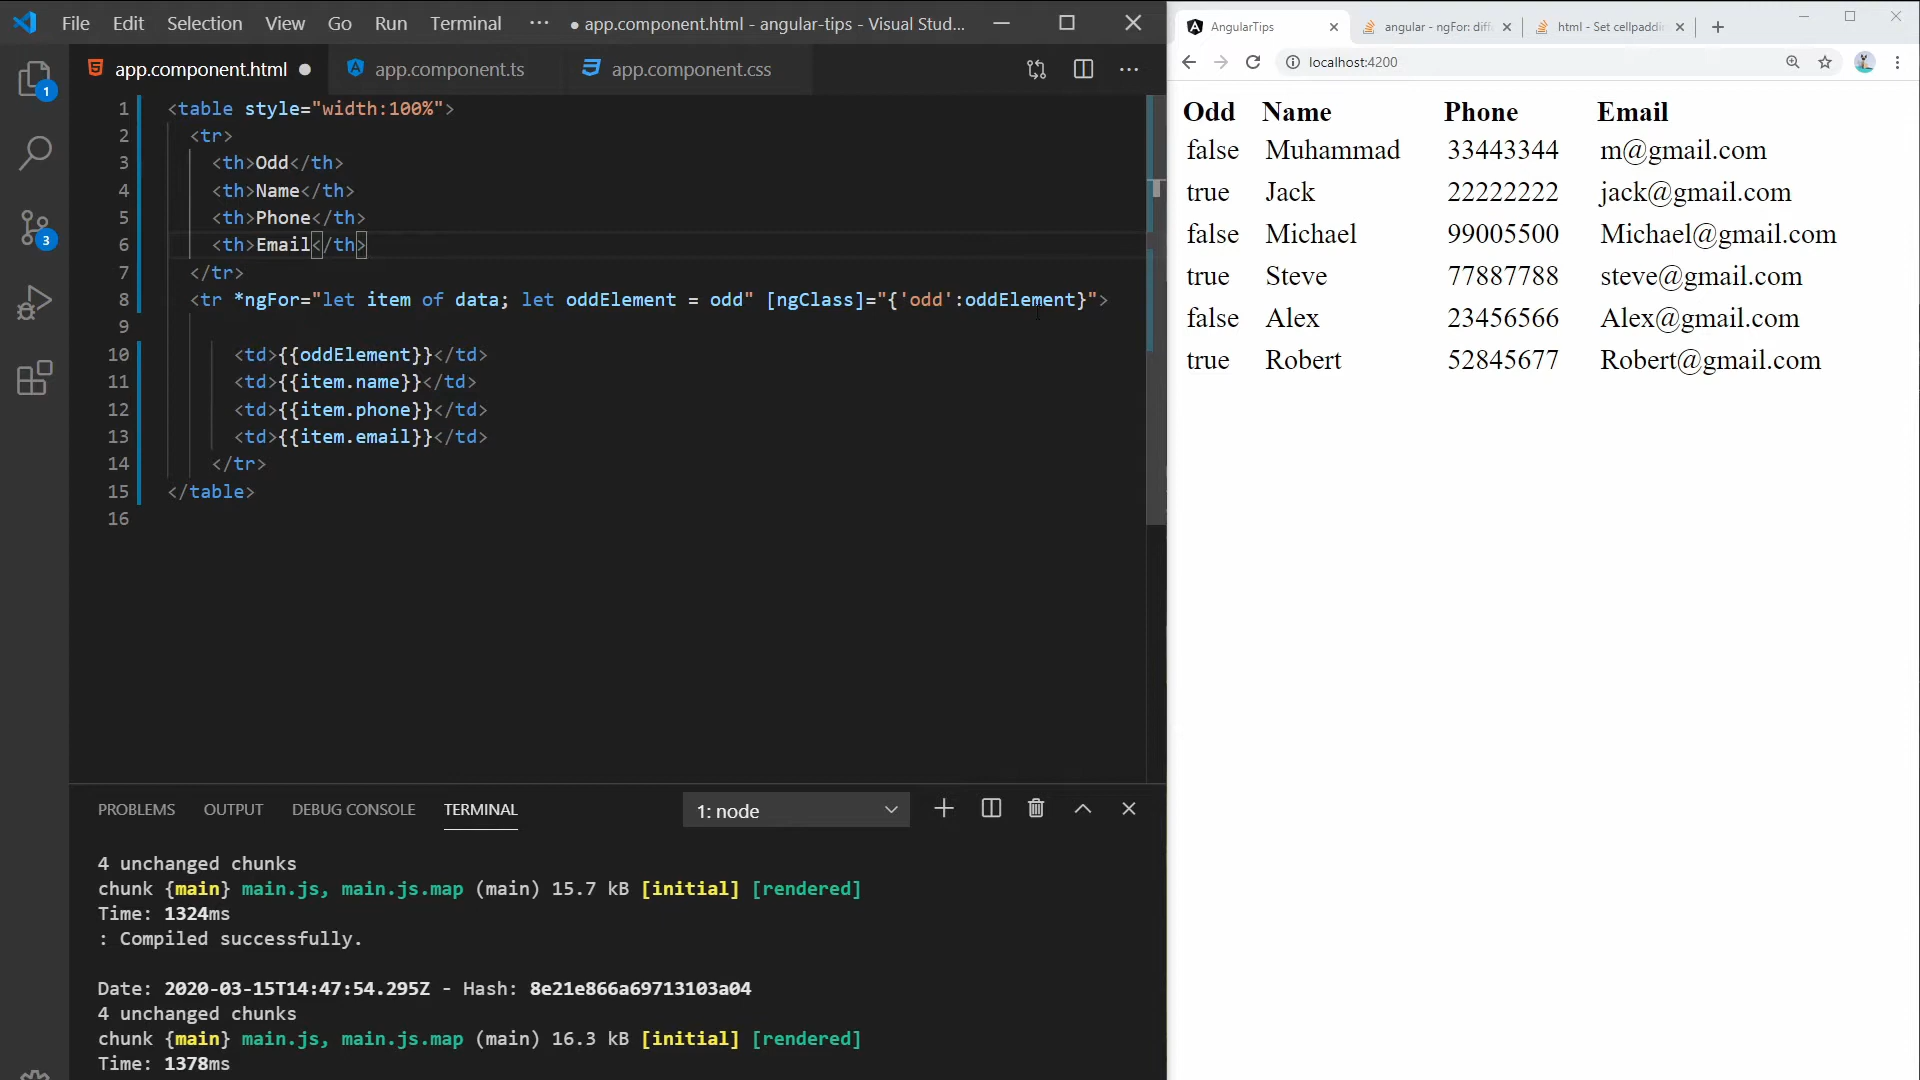 File Edit Selection View Go Run Terminal ··· ● app.component.html - angular-tips - Visual Stud...
app.component.html ● app.component.ts app.component.css
1 <table style="width:100%">
2 <tr>
3 <th>Odd</th>
4 <th>Name</th>
5 <th>Phone</th>
6 <th>Email</th>
7 </tr>
8 <tr *ngFor="let item of data; let oddElement = odd" [ngClass]="{'odd':oddElement}">
9
10 <td>{{oddElement}}</td>
11 <td>{{item.name}}</td>
12 <td>{{item.phone}}</td>
13 <td>{{item.email}}</td>
14 </tr>
15 </table>
16
1
3
PROBLEMS OUTPUT DEBUG CONSOLE TERMINAL 1: node
4 unchanged chunks
chunk {main} main.js, main.js.map (main) 15.7 kB [initial] [rendered]
Time: 1324ms
: Compiled successfully.
Date: 2020-03-15T14:47:54.295Z - Hash: 8e21e866a69713103a04
4 unchanged chunks
chunk {main} main.js, main.js.map (main) 16.3 kB [initial] [rendered]
Time: 1378ms
AngularTips angular - ngFor: diff html - Set cellpaddin
localhost:4200
Odd Name Phone Email
false Muhammad 33443344 m@gmail.com
true Jack 22222222 jack@gmail.com
false Michael 99005500 Michael@gmail.com
true Steve 77887788 steve@gmail.com
false Alex 23456566 Alex@gmail.com
true Robert 52845677 Robert@gmail.com